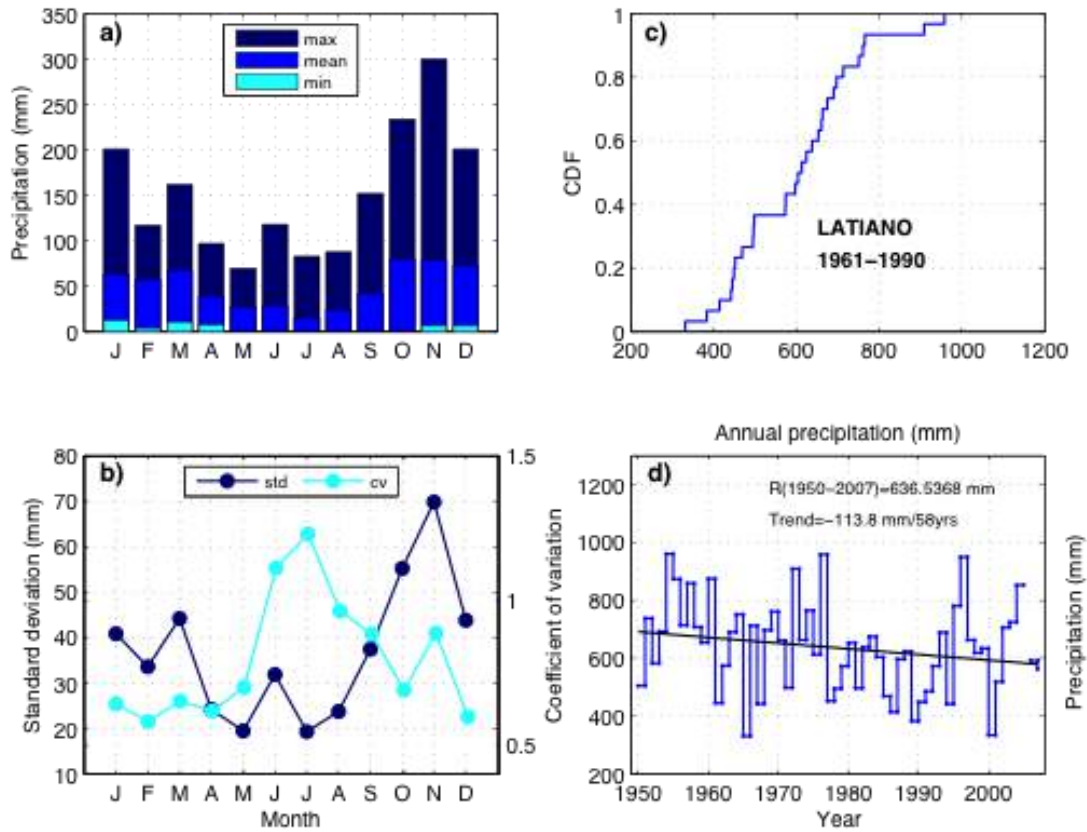 a)
max
mean
min
Precipitation (mm)
350
300
250
200
150
100
50
0
J F M A M J J A S O N D
c)
CDF
1
0.8
0.6
0.4
0.2
0
LATIANO
1961–1990
200 400 600 800 1000 1200
Annual precipitation (mm)
b)
std cv
Standard deviation (mm)
80
70
60
50
40
30
20
10
1.5
1
0.5
Coefficient of variation
J F M A M J J A S O N D
Month
d)
R(1950–2007)=636.5368 mm
Trend=–113.8 mm/58yrs
1200
1000
800
600
400
200
Precipitation (mm)
1950 1960 1970 1980 1990 2000
Year